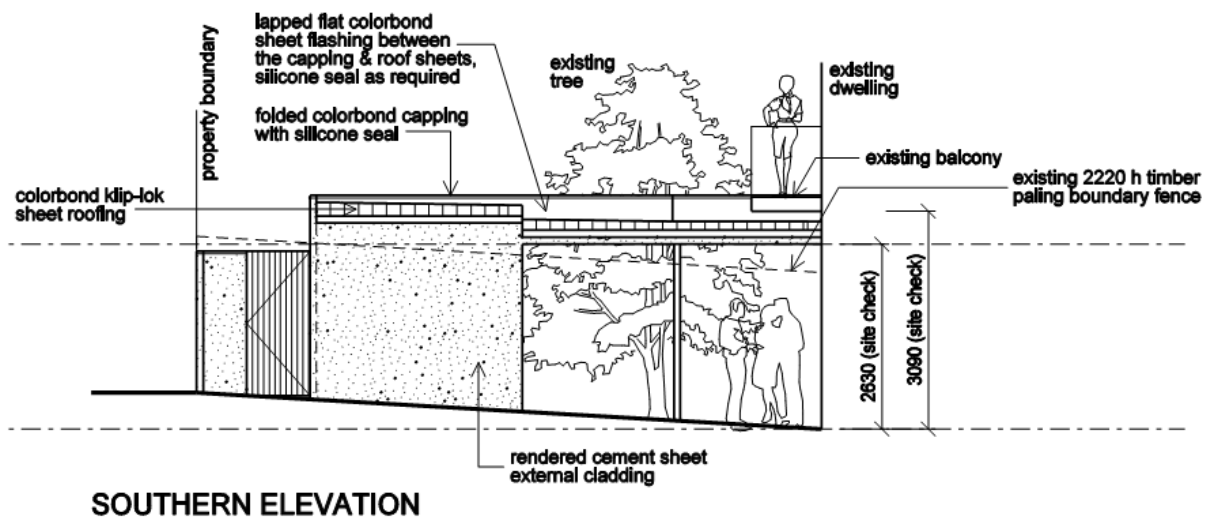 lapped flat colorbond
sheet flashing between
the capping & roof sheets,
silicone seal as required
existing
tree
existing
dwelling
property boundary
folded colorbond capping
with silicone seal
existing balcony
colorbond klip-lok
sheet roofing
existing 2220 h timber
paling boundary fence
2630 (site check)
3090 (site check)
rendered cement sheet
external cladding
SOUTHERN ELEVATION